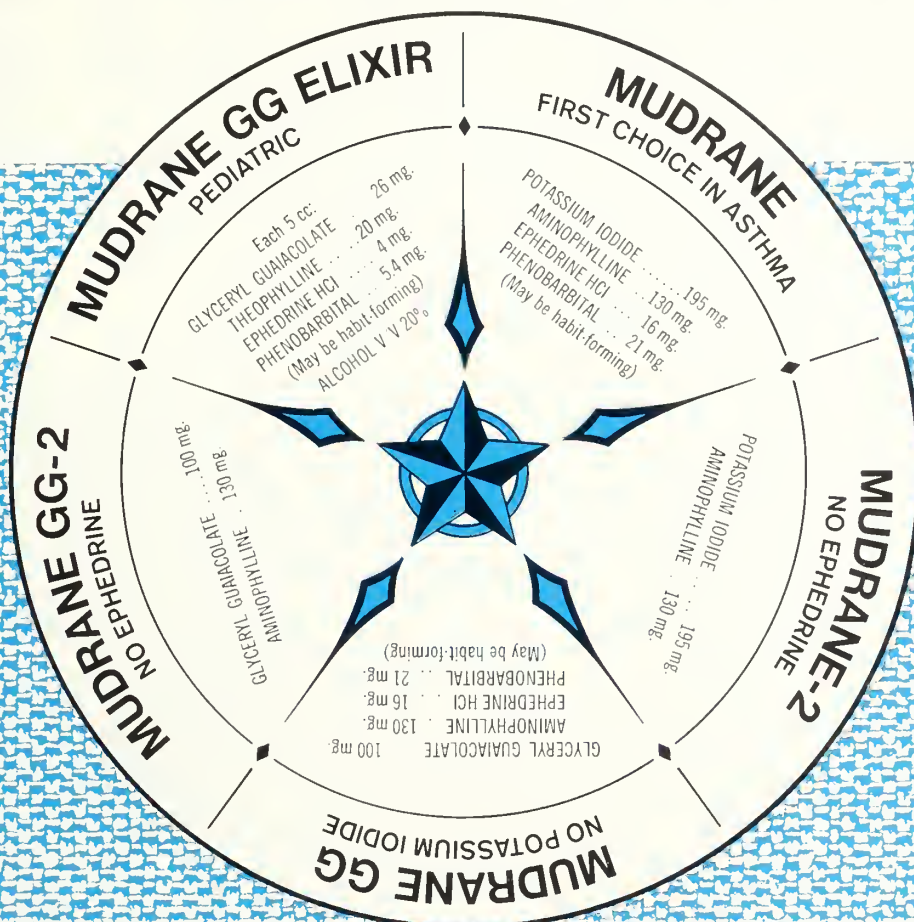 MUDRANE GG ELIXIR
PEDIATRIC
Each 5 cc:
GLYCERYL GUAIACOLATE . 26 mg.
THEOPHYLLINE . . . 20 mg.
EPHEDRINE HCl . . . . 4 mg.
PHENOBARBITAL . . 5.4 mg.
(May be habit-forming)
ALCOHOL V V 20%
MUDRANE
FIRST CHOICE IN ASTHMA
POTASSIUM IODIDE . . . . . . 195 mg.
AMINOPHYLLINE . . 130 mg.
EPHEDRINE HCl . . . 16 mg.
PHENOBARBITAL . . 21 mg.
(May be habit-forming)
MUDRANE-2
NO EPHEDRINE
POTASSIUM IODIDE . . . 195 mg.
AMINOPHYLLINE . 130 mg.
MUDRANE GG
NO POTASSIUM IODIDE
GLYCERYL GUAIACOLATE 100 mg.
AMINOPHYLLINE . 130 mg.
EPHEDRINE HCl . . 16 mg.
PHENOBARBITAL . . 21 mg.
(May be habit-forming)
MUDRANE GG-2
NO EPHEDRINE
GLYCERYL GUAIACOLATE . . . . 100 mg.
AMINOPHYLLINE . 130 mg.